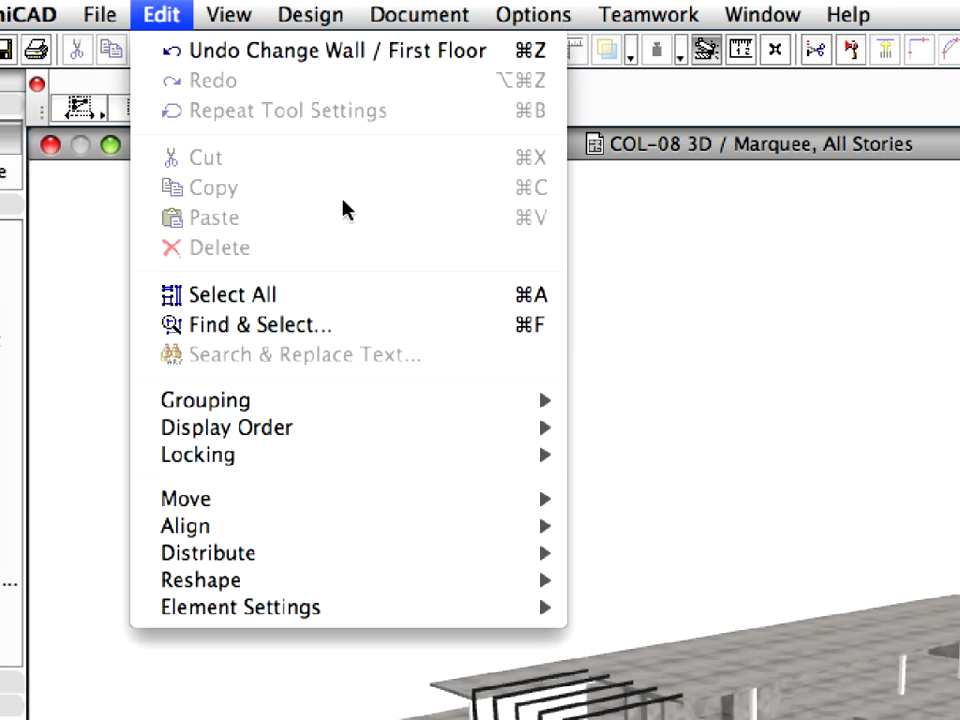 niCAD File Edit View Design Document Options Teamwork Window Help
Undo Change Wall / First Floor ⌘Z
Redo ⌥⌘Z
Repeat Tool Settings ⌘B
COL-08 3D / Marquee, All Stories
Cut ⌘X
e
Copy ⌘C
Paste ⌘V
Delete
Select All ⌘A
Find & Select... ⌘F
Search & Replace Text...
Grouping
Display Order
Locking
Move
Align
Distribute
Reshape
...
Element Settings